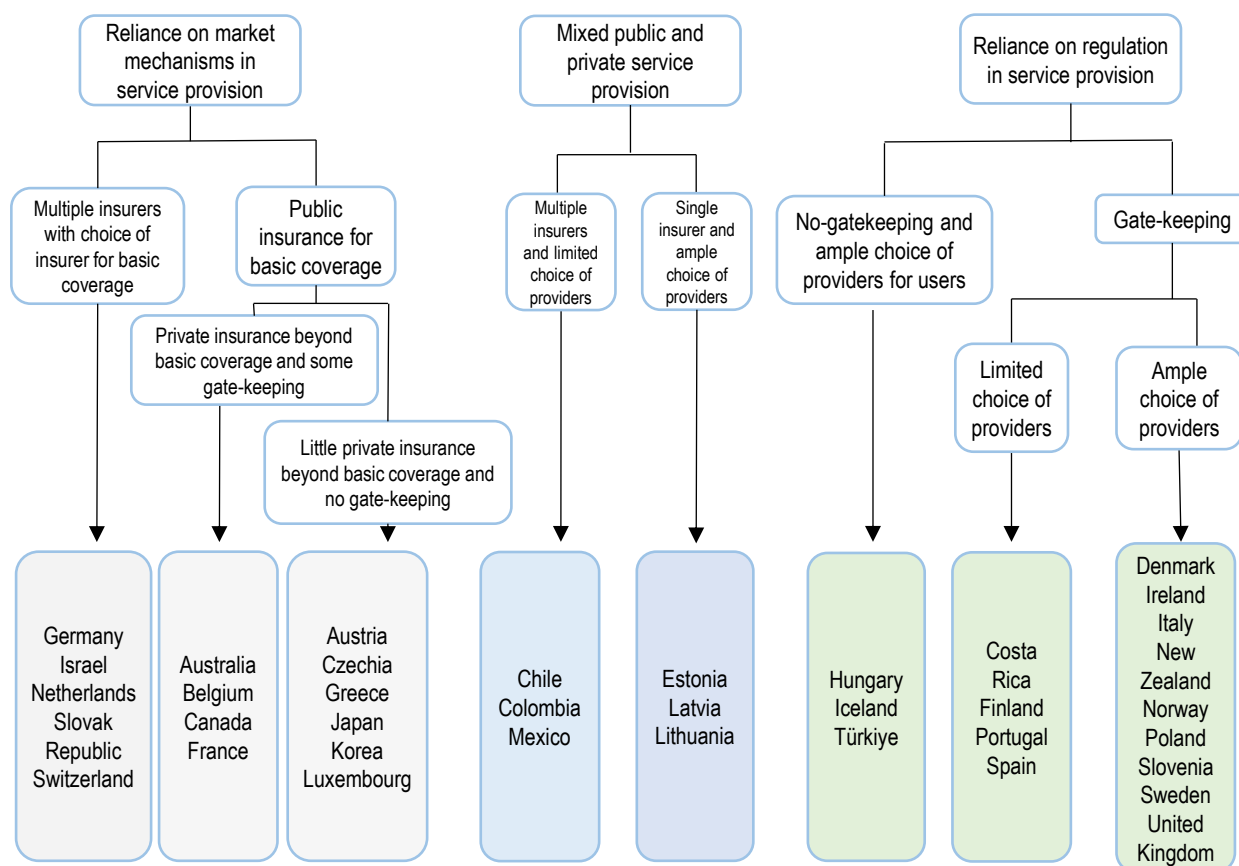 Reliance on market
mechanisms in
service provision
Mixed public and
private service
provision
Reliance on regulation
in service provision
Multiple insurers
with choice of
insurer for basic
coverage
Public
insurance for
basic coverage
Multiple
insurers
and limited
choice of
providers
Single
insurer and
ample
choice of
providers
No-gatekeeping and
ample choice of
providers for users
Gate-keeping
Private insurance beyond
basic coverage and some
gate-keeping
Limited
choice of
providers
Ample
choice of
providers
Little private insurance
beyond basic coverage and
no gate-keeping
Germany
Israel
Netherlands
Slovak
Republic
Switzerland
Australia
Belgium
Canada
France
Austria
Czechia
Greece
Japan
Korea
Luxembourg
Chile
Colombia
Mexico
Estonia
Latvia
Lithuania
Hungary
Iceland
Türkiye
Costa
Rica
Finland
Portugal
Spain
Denmark
Ireland
Italy
New
Zealand
Norway
Poland
Slovenia
Sweden
United
Kingdom